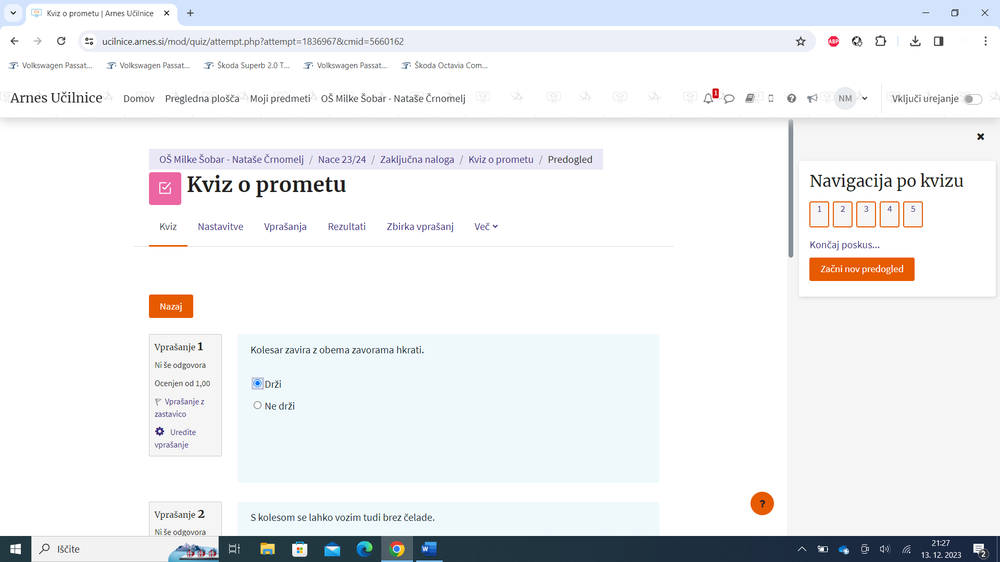 Kviz o prometu | Arnes Učilnice
ucilnice.arnes.si/mod/quiz/attempt.php?attempt=1836967&cmid=5660162
ABP
Volkswagen Passat...
Volkswagen Passat...
Škoda Superb 2.0 T...
Volkswagen Passat...
Škoda Octavia Com...
Arnes Učilnice
Domov
Pregledna plošča
Moji predmeti
OŠ Milke Šobar - Nataše Črnomelj
1
NM
Vključi urejanje
OŠ Milke Šobar - Nataše Črnomelj / Nace 23/24 / Zaključna naloga / Kviz o prometu / Predogled
Kviz o prometu
Kviz
Nastavitve
Vprašanja
Rezultati
Zbirka vprašanj
Več
Nazaj
Vprašanje 1
Ni še odgovora
Ocenjen od 1,00
Vprašanje z
zastavico
Uredite
vprašanje
Kolesar zavira z obema zavorama hkrati.
Drži
Ne drži
Vprašanje 2
Ni še odgovora
S kolesom se lahko vozim tudi brez čelade.
Navigacija po kvizu
1
2
3
4
5
Končaj poskus...
Začni nov predogled
?
Iščite
W
21:27
13. 12. 2023
2